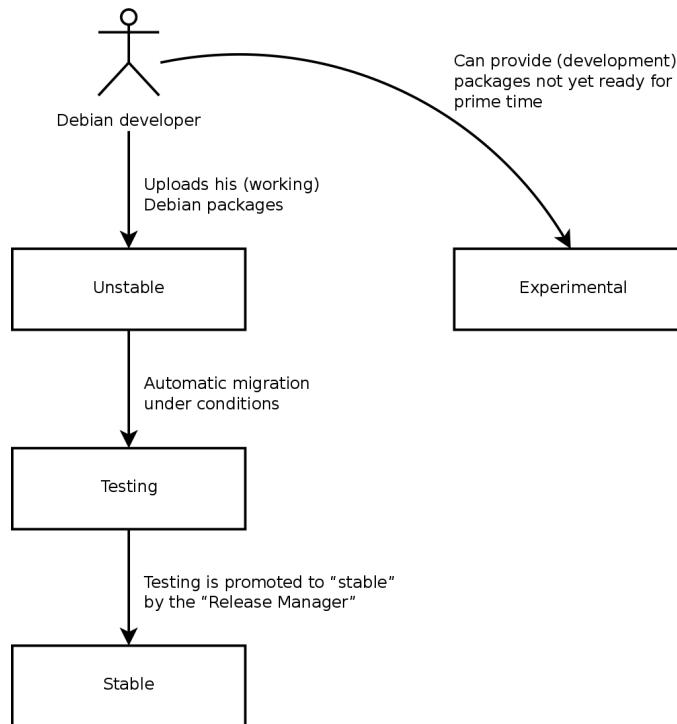 Debian developer
Can provide (development)
packages not yet ready for
prime time
Uploads his (working)
Debian packages
Unstable
Experimental
Automatic migration
under conditions
Testing
Testing is promoted to “stable”
by the “Release Manager”
Stable